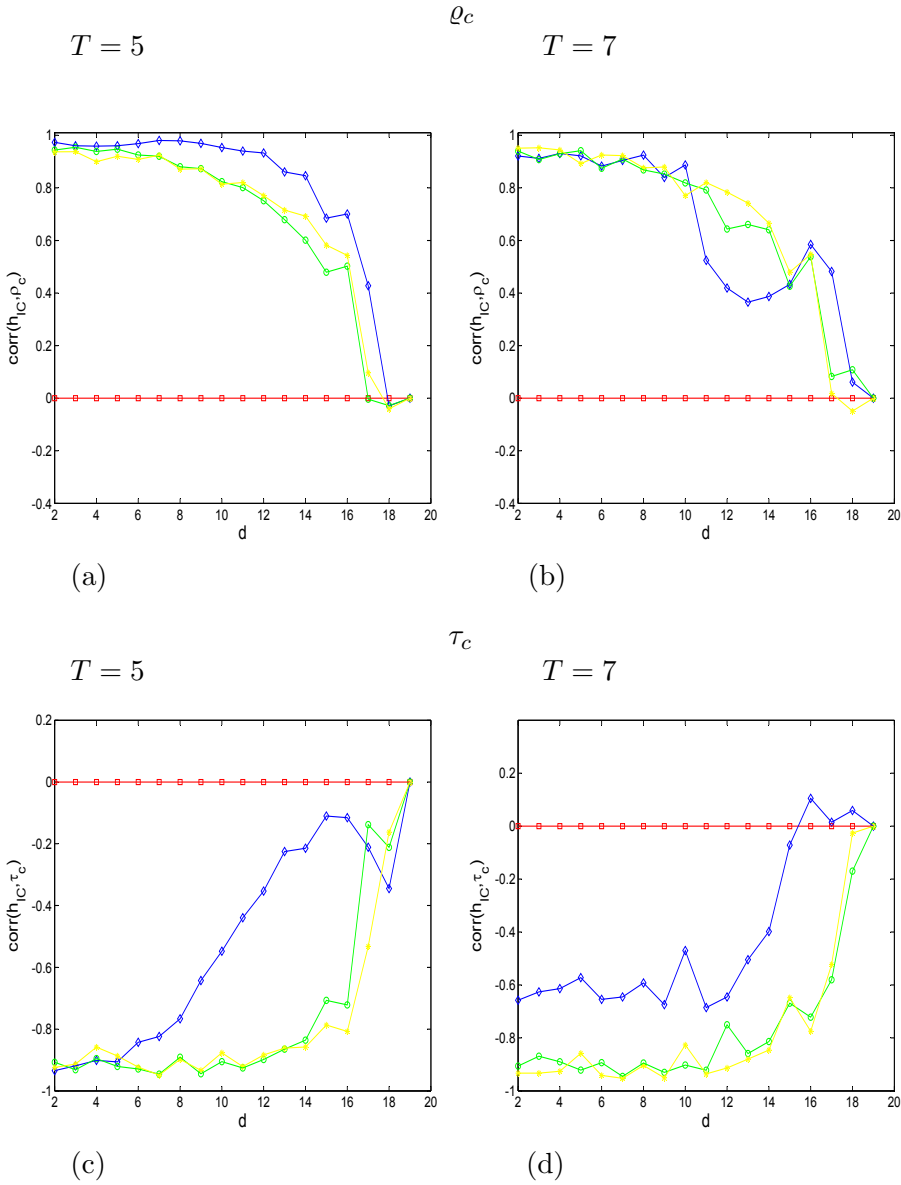 ϱc
T = 5
T = 7
1
0.8
0.6
0.4
0.2
0
-0.2
-0.4
2 4 6 8 10 12 14 16 18 20
d
corr(hIC,ρc)
1
0.8
0.6
0.4
0.2
0
-0.2
-0.4
2 4 6 8 10 12 14 16 18 20
d
corr(hIC,ρc)
(a)
(b)
τc
T = 5
T = 7
0.2
0
-0.2
-0.4
-0.6
-0.8
-1
2 4 6 8 10 12 14 16 18 20
d
corr(hIC,τc)
0.2
0
-0.2
-0.4
-0.6
-0.8
-1
2 4 6 8 10 12 14 16 18 20
d
corr(hIC,τc)
(c)
(d)